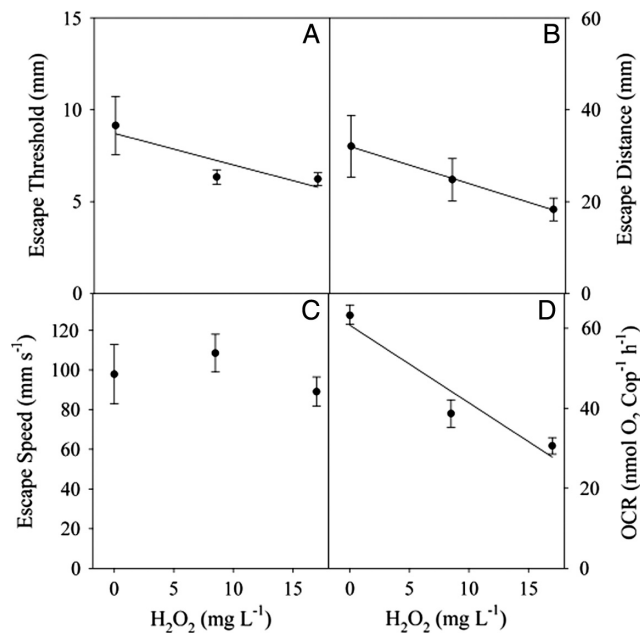 A
B
15
10
5
0
Escape Threshold (mm)
60
40
20
0
Escape Distance (mm)
C
D
120
100
80
60
40
20
0
Escape Speed (mm s⁻¹)
60
40
20
0
OCR (nmol O, Cop⁻¹ h⁻¹)
0 5 10 15
0 5 10 15
H₂O₂ (mg L⁻¹)
H₂O₂ (mg L⁻¹)